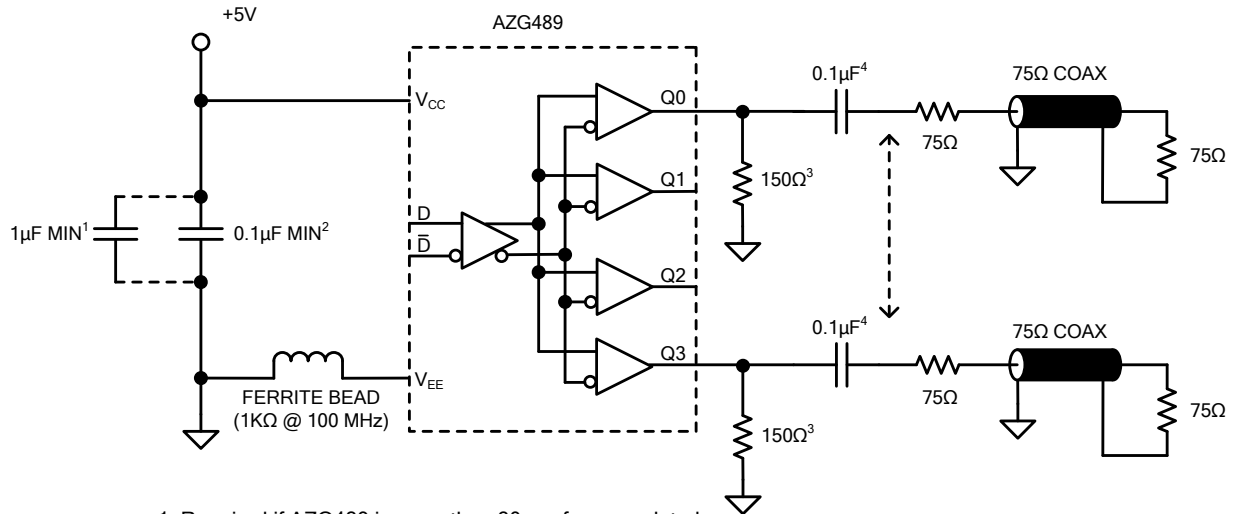 +5V
AZG489
VCC
D
D̅
VEE
Q0
Q1
Q2
Q3
1µF MIN¹
0.1µF MIN²
FERRITE BEAD
(1KΩ @ 100 MHz)
0.1µF⁴
75Ω
75Ω COAX
75Ω
150Ω³
0.1µF⁴
75Ω
75Ω COAX
75Ω
150Ω³